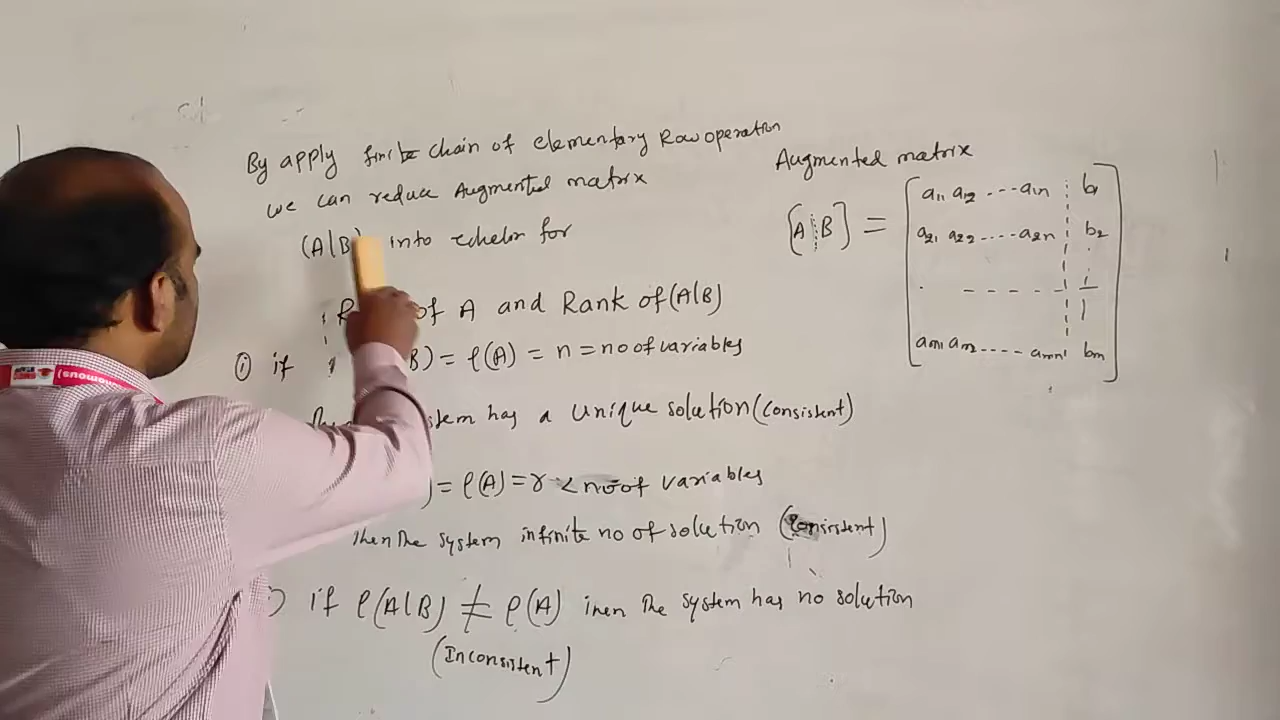 By apply finite chain of elementary Row operation
we can reduce Augmented matrix
(A|B) into echelon for
of A and Rank of (A|B)
(i) if B) = ρ(A) = n = no of variables
system has a unique solution (consistent)
) = ρ(A) = r < no of variables
then the system infinite no of solution (consistent)
) if ρ(A|B) ≠ ρ(A) then the system has no solution
(Inconsistent)
Augmented matrix
[A ⋮ B] = [
a11 a12 ---a1n b1
a21 a22 ----a2n b2
. - - - - -
am1 am2 ---- amn bm ]